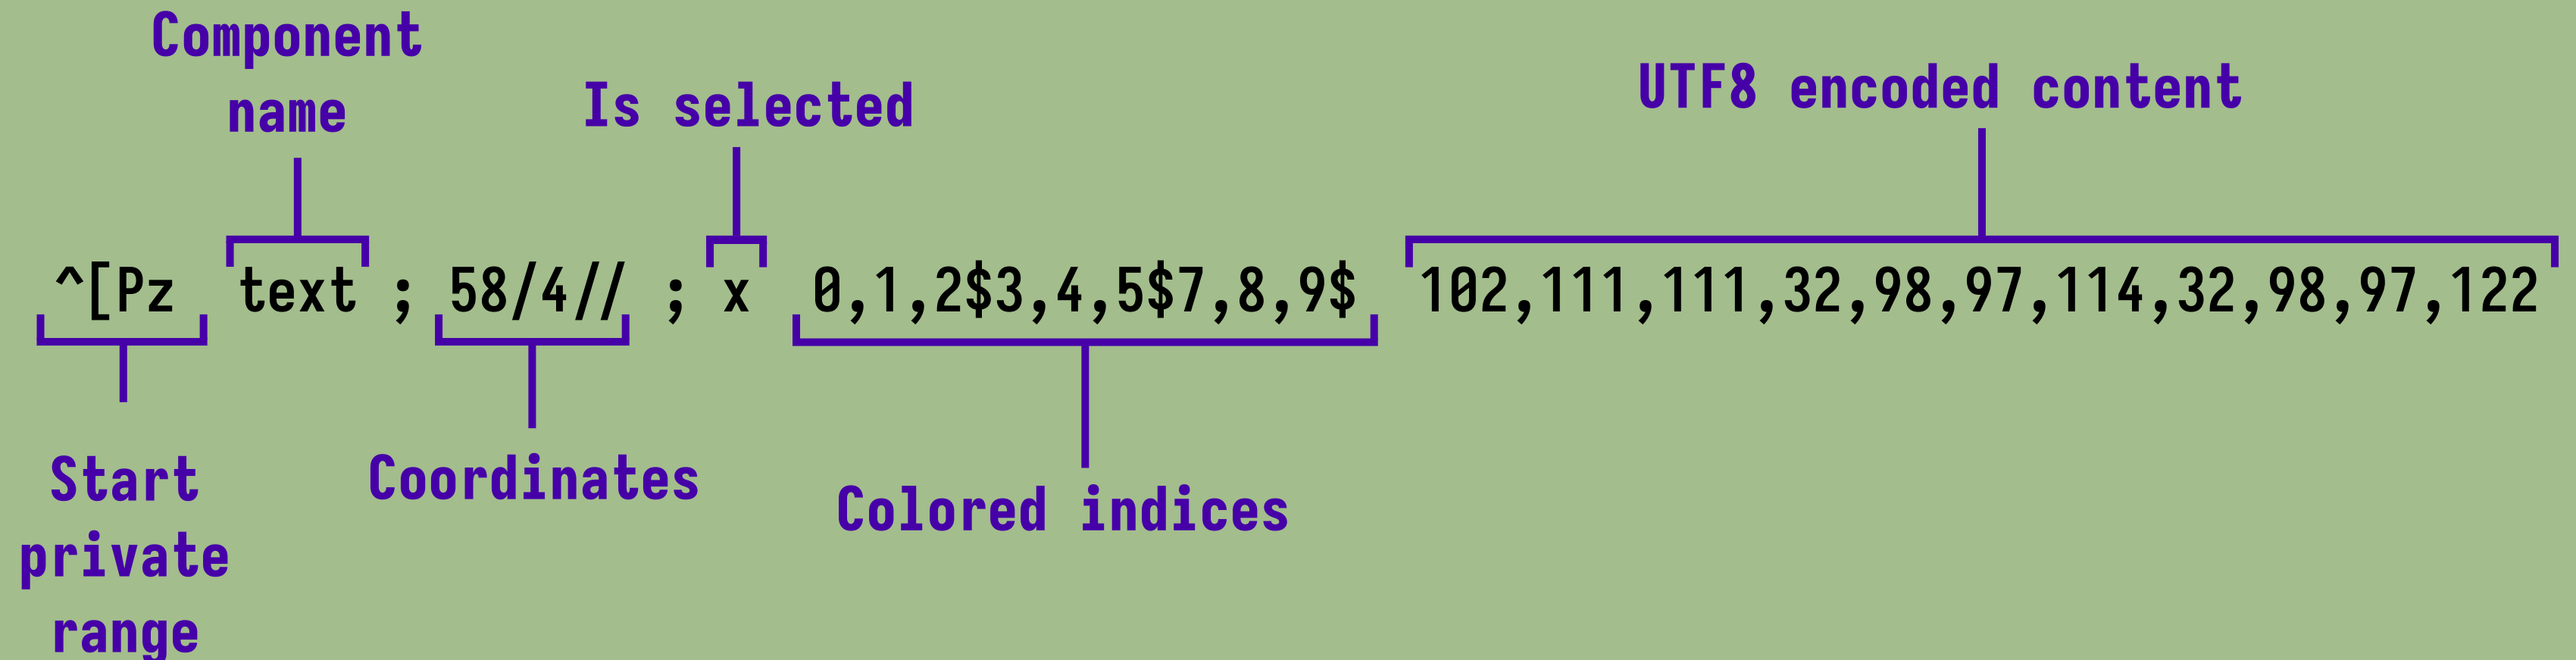 Component
name
Is selected
UTF8 encoded content
^[Pz text ; 58/4// ; x 0,1,2$3,4,5$7,8,9$ 102,111,111,32,98,97,114,32,98,97,122
Start
private
range
Coordinates
Colored indices